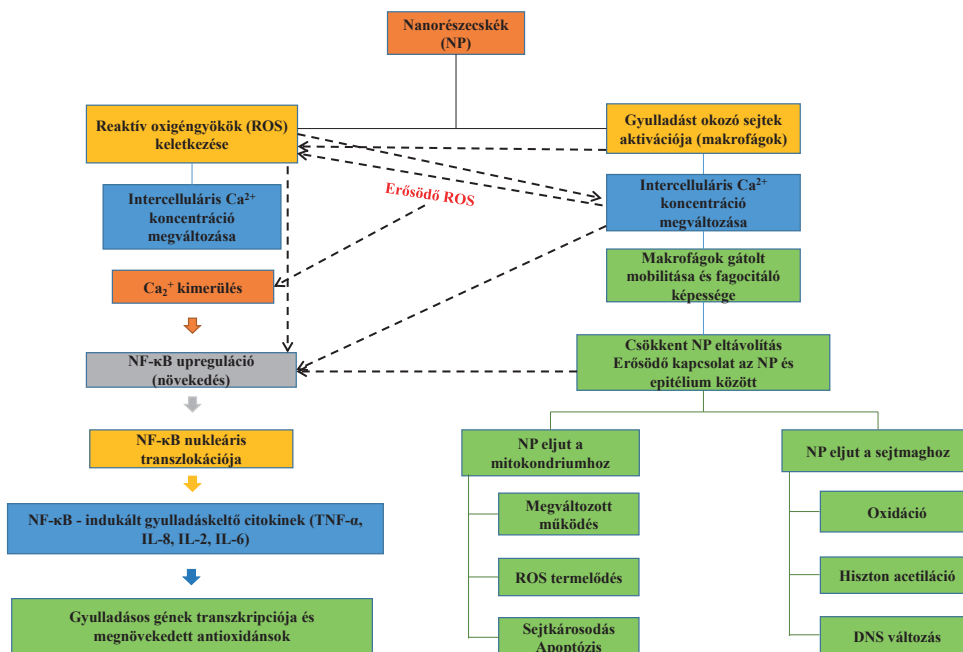 Nanorészecskék
(NP)
Reaktív oxigéngyökök (ROS)
keletkezése
Gyulladást okozó sejtek
aktivációja (makrofágok)
Intercelluláris Ca²⁺
koncentráció
megváltozása
Erősödő ROS
Intercelluláris Ca²⁺
koncentráció
megváltozása
Ca₂⁺ kimerülés
Makrofágok gátolt
mobilitása és fagocitáló
képessége
NF-κB upreguláció
(növekedés)
Csökkent NP eltávolítás
Erősödő kapcsolat az NP és
epitélium között
NF-κB nukleáris
transzlokációja
NP eljut a
mitokondriumhoz
NP eljut a sejtmaghoz
NF-κB - indukált gyulladáskeltő citokinek (TNF-α,
IL-8, IL-2, IL-6)
Megváltozott
működés
Oxidáció
ROS termelődés
Hiszton acetiláció
Gyulladásos gének transzkripciója és
megnövekedett antioxidánsok
Sejtkárosodás
Apoptózis
DNS változás